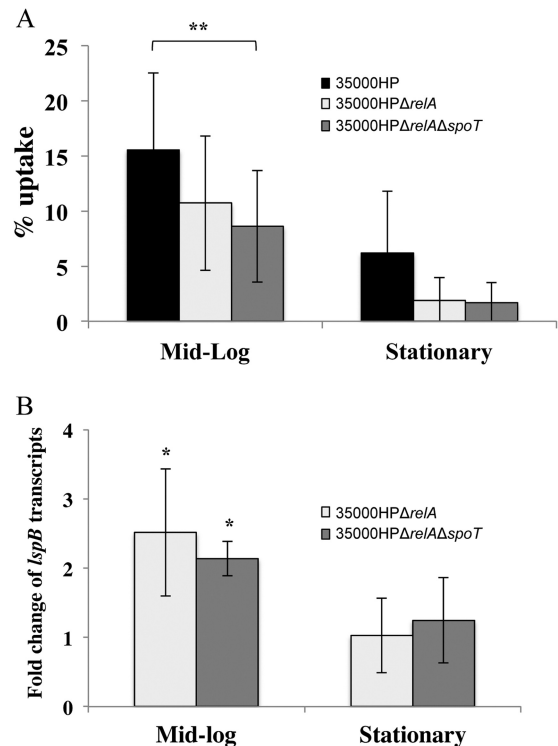 A
**
25
20
15
10
5
0
% uptake
35000HP
35000HPΔrelA
35000HPΔrelAΔspoT
Mid-Log
Stationary
B
4
3
2
1
0
Fold change of lspB transcripts
*
*
35000HPΔrelA
35000HPΔrelAΔspoT
Mid-log
Stationary